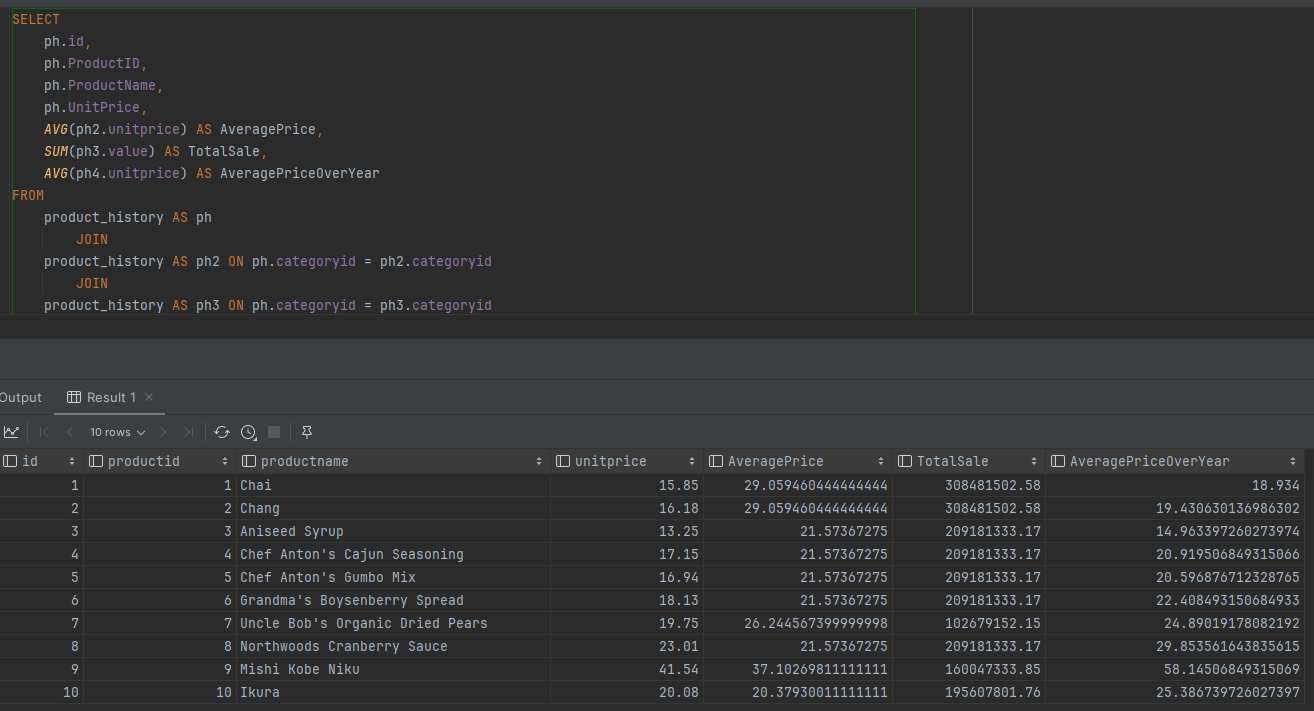 SELECT
ph.id,
ph.ProductID,
ph.ProductName,
ph.UnitPrice,
AVG(ph2.unitprice) AS AveragePrice,
SUM(ph3.value) AS TotalSale,
AVG(ph4.unitprice) AS AveragePriceOverYear
FROM
product_history AS ph
JOIN
product_history AS ph2 ON ph.categoryid = ph2.categoryid
JOIN
product_history AS ph3 ON ph.categoryid = ph3.categoryid
Output Result 1 ×
10 rows
id productid productname unitprice AveragePrice TotalSale AveragePriceOverYear
1 1 Chai 15.85 29.059460444444444 308481502.58 18.934
2 2 Chang 16.18 29.059460444444444 308481502.58 19.430630136986302
3 3 Aniseed Syrup 13.25 21.57367275 209181333.17 14.963397260273974
4 4 Chef Anton's Cajun Seasoning 17.15 21.57367275 209181333.17 20.919506849315066
5 5 Chef Anton's Gumbo Mix 16.94 21.57367275 209181333.17 20.596876712328765
6 6 Grandma's Boysenberry Spread 18.13 21.57367275 209181333.17 22.408493150684933
7 7 Uncle Bob's Organic Dried Pears 19.75 26.244567399999998 102679152.15 24.89019178082192
8 8 Northwoods Cranberry Sauce 23.01 21.57367275 209181333.17 29.853561643835615
9 9 Mishi Kobe Niku 41.54 37.10269811111111 160047333.85 58.14506849315069
10 10 Ikura 20.08 20.37930011111111 195607801.76 25.386739726027397